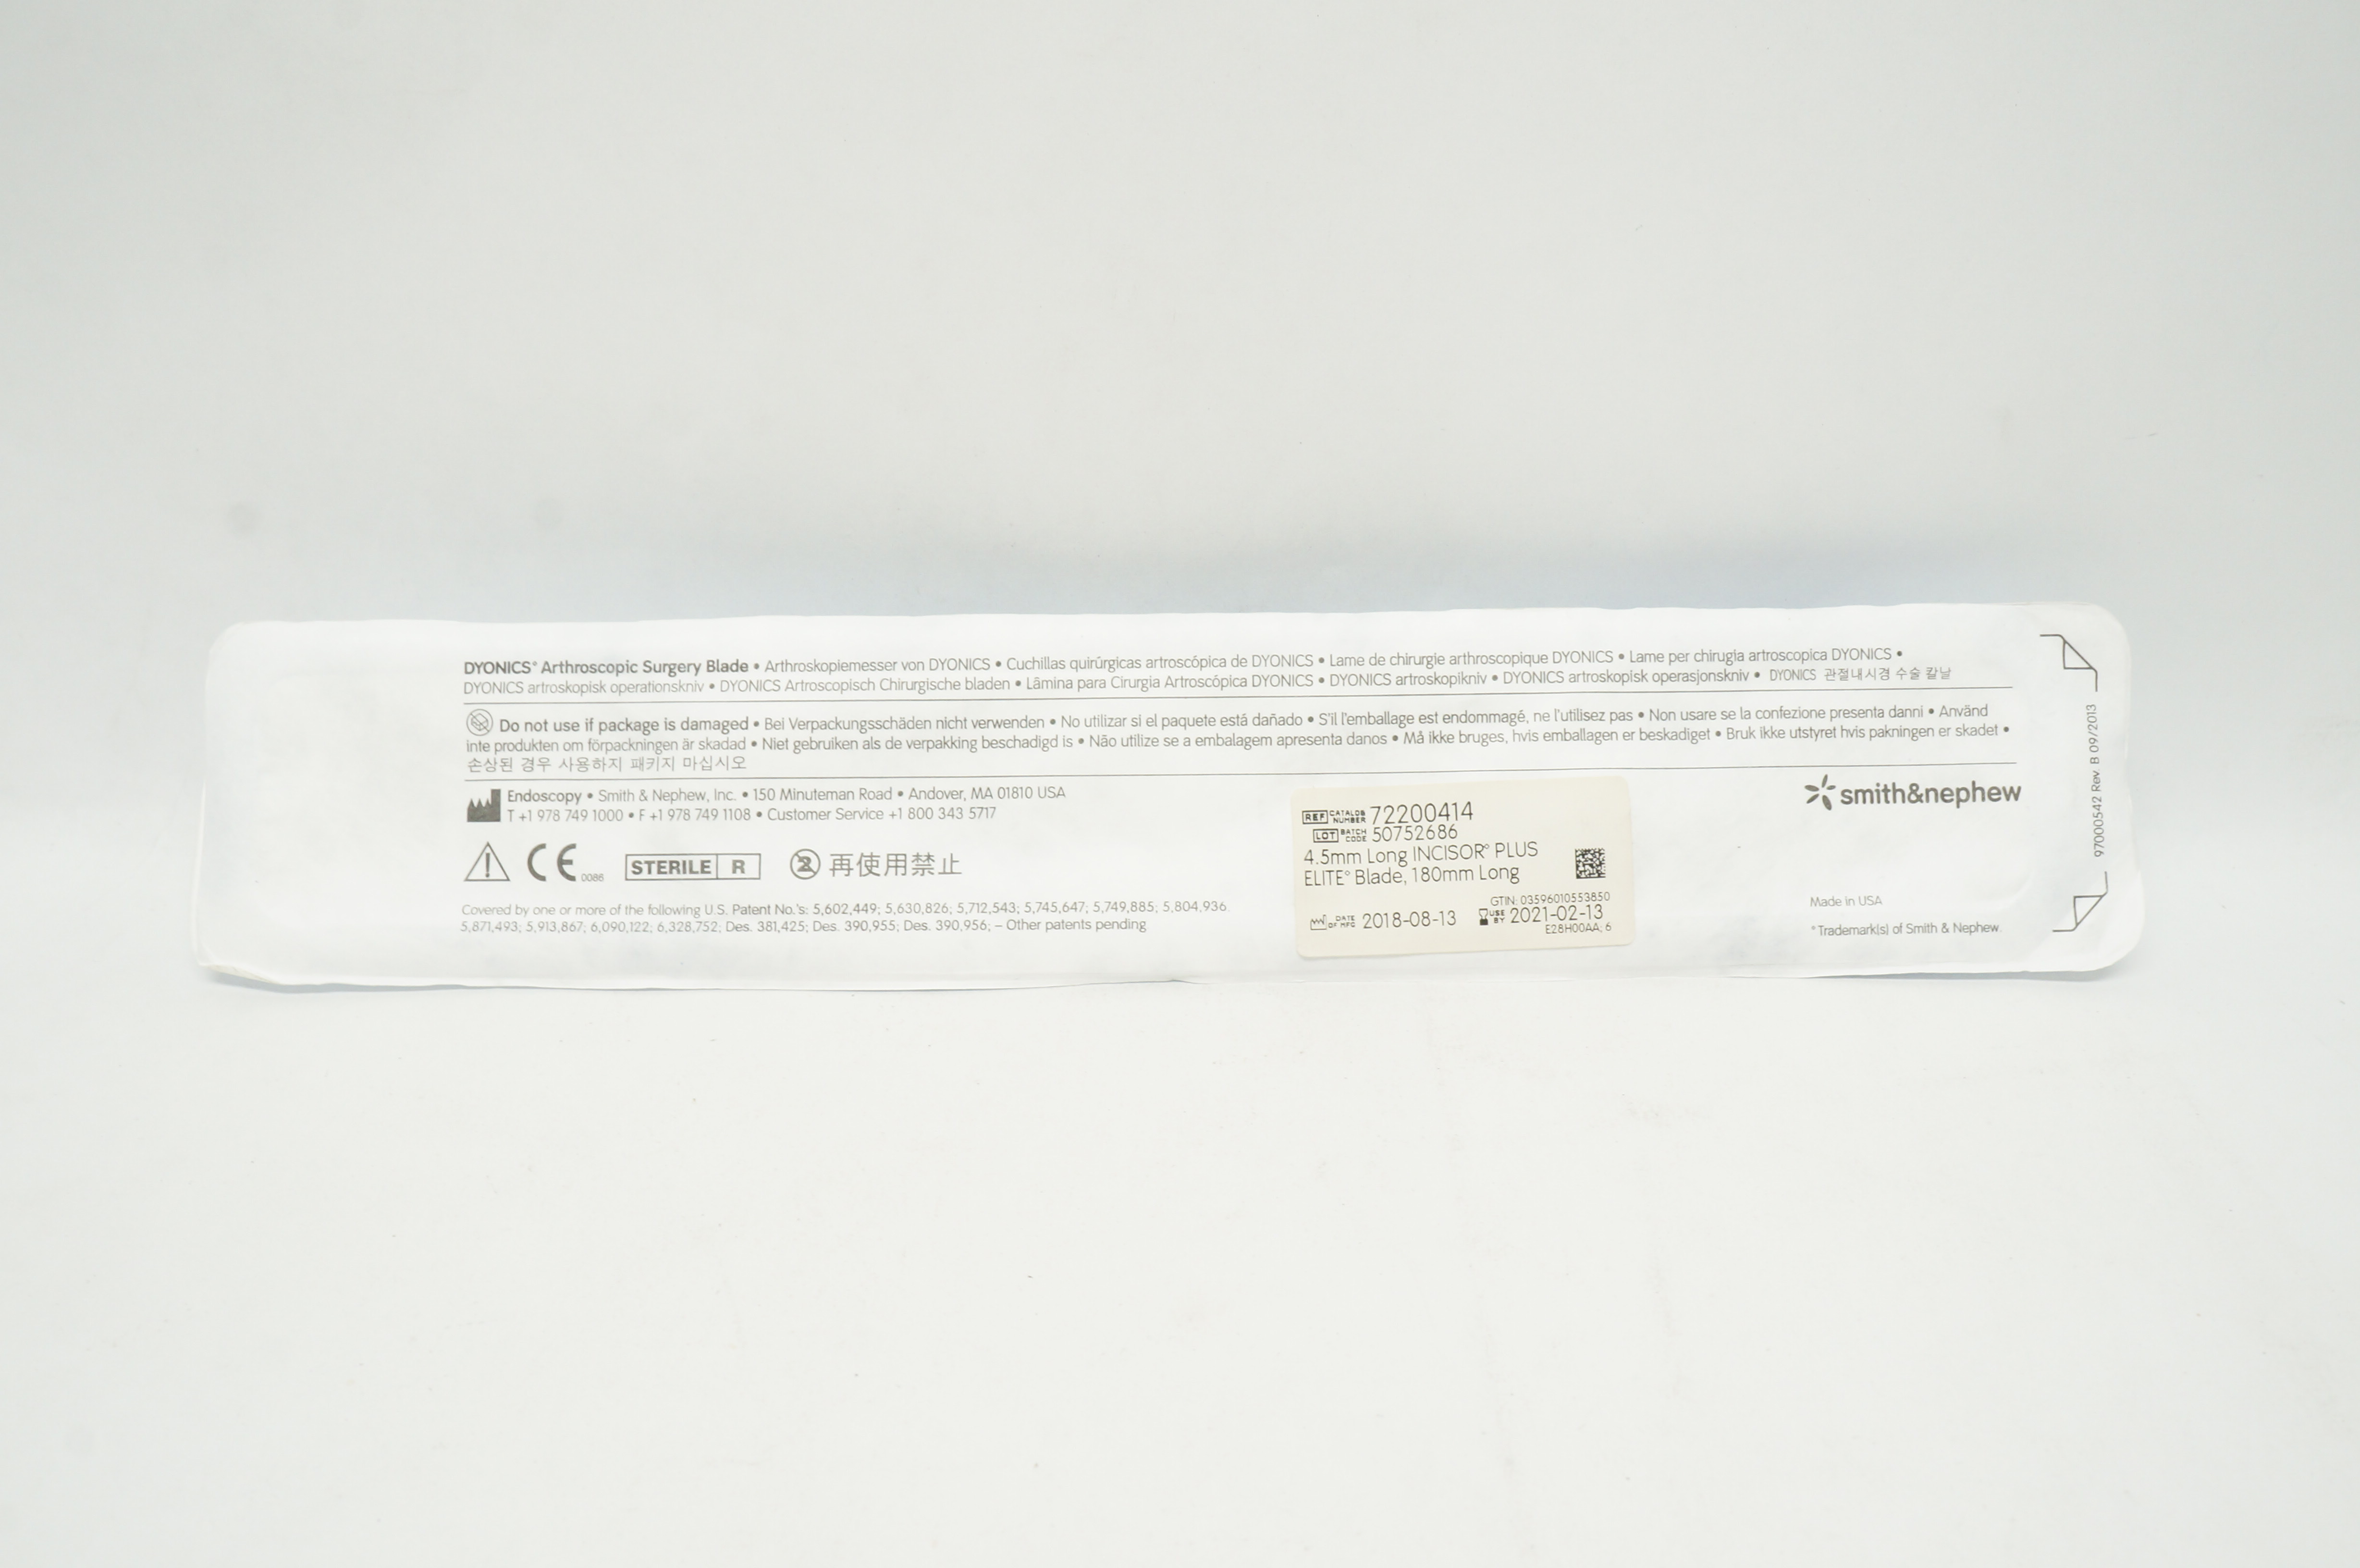 DYONICS° Arthroscopic Surgery Blade • Arthroskopiemesser von DYONICS • Cuchillas quirúrgicas artroscópica de DYONICS • Lame de chirurgie arthroscopique DYONICS • Lame per chirugia artroscopica DYONICS •
DYONICS artroskopisk operationskniv • DYONICS Artroscopisch Chirurgische bladen • Lâmina para Cirurgia Artroscópica DYONICS • DYONICS artroskopikniv • DYONICS artroskopisk operasjonskniv • DYONICS 관절내시경 수술 칼날
Do not use if package is damaged • Bei Verpackungsschäden nicht verwenden • No utilizar si el paquete está dañado • S'il l'emballage est endommagé, ne l'utilisez pas • Non usare se la confezione presenta danni • Använd
inte produkten om förpackningen är skadad • Niet gebruiken als de verpakking beschadigd is • Não utilize se a embalagem apresenta danos • Må ikke bruges, hvis emballagen er beskadiget • Bruk ikke utstyret hvis pakningen er skadet •
손상된 경우 사용하지 패키지 마십시오
Endoscopy • Smith & Nephew, Inc. • 150 Minuteman Road • Andover, MA 01810 USA
T +1 978 749 1000 • F +1 978 749 1108 • Customer Service +1 800 343 5717
CE 0086 STERILE R 2 再使用禁止
Covered by one or more of the following U.S. Patent No.'s: 5,602,449; 5,630,826; 5,712,543; 5,745,647; 5,749,885; 5,804,936
5,871,493; 5,913,867; 6,090,122; 6,328,752; Des. 381,425; Des. 390,955; Des. 390,956; – Other patents pending
REF CATALOG NUMBER 72200414
LOT BATCH CODE 50752686
4.5mm Long INCISOR° PLUS
ELITE° Blade, 180mm Long
GTIN: 03596010553850
DATE OF MFG 2018-08-13 USE BY 2021-02-13
E28H00AA; 6
smith&nephew
Made in USA
°Trademark(s) of Smith & Nephew.
97000542 Rev. B 09/2013